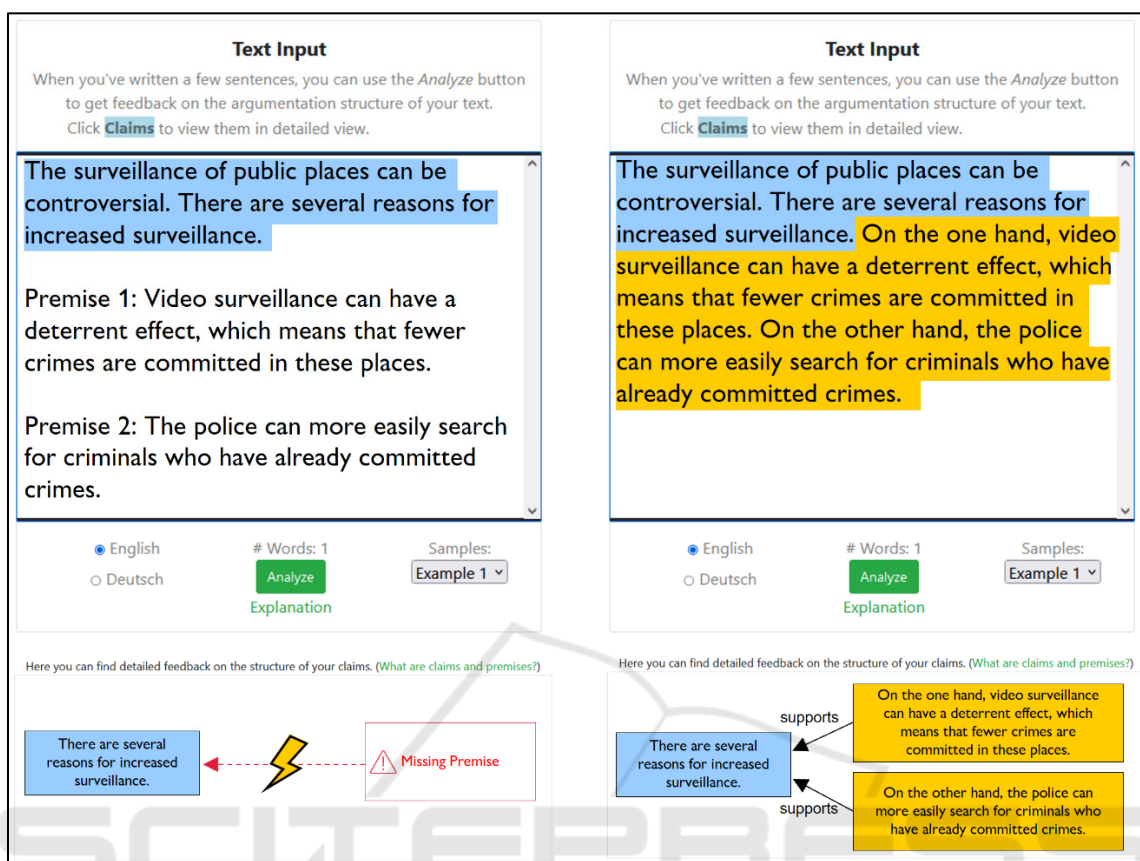 Text Input
When you've written a few sentences, you can use the Analyze button
to get feedback on the argumentation structure of your text.
Click Claims to view them in detailed view.
The surveillance of public places can be
controversial. There are several reasons for
increased surveillance.
Premise 1: Video surveillance can have a
deterrent effect, which means that fewer
crimes are committed in these places.
Premise 2: The police can more easily search
for criminals who have already committed
crimes.
English
# Words: 1
Samples:
Deutsch
Analyze
Example 1
Explanation
Here you can find detailed feedback on the structure of your claims. (What are claims and premises?)
There are several
reasons for increased
surveillance.
Missing Premise
Text Input
When you've written a few sentences, you can use the Analyze button
to get feedback on the argumentation structure of your text.
Click Claims to view them in detailed view.
The surveillance of public places can be
controversial. There are several reasons for
increased surveillance. On the one hand, video
surveillance can have a deterrent effect, which
means that fewer crimes are committed in
these places. On the other hand, the police
can more easily search for criminals who have
already committed crimes.
English
# Words: 1
Samples:
Deutsch
Analyze
Example 1
Explanation
Here you can find detailed feedback on the structure of your claims. (What are claims and premises?)
There are several
reasons for increased
surveillance.
supports
On the one hand, video surveillance
can have a deterrent effect, which
means that fewer crimes are
committed in these places.
supports
On the other hand, the police can
more easily search for criminals who
have already committed crimes.
SCITEPRESS